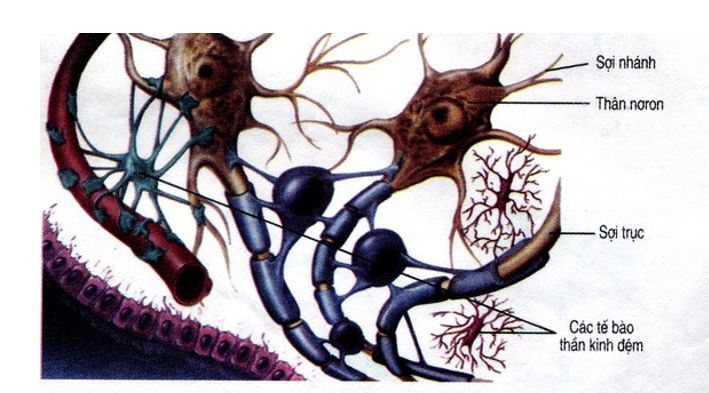 Sợi nhánh
Thân nơron
Sợi trục
Các tế bào
thần kinh đệm